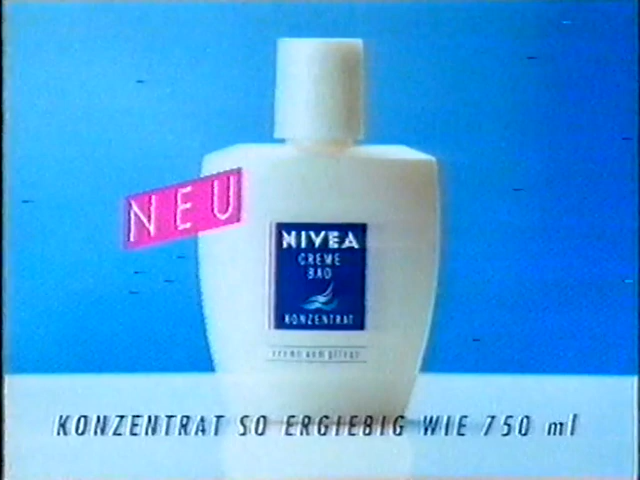 NEU
NIVEA
CREME
BAD
KONZENTRAT
KONZENTRAT SO ERGIEBIG WIE 750 ml